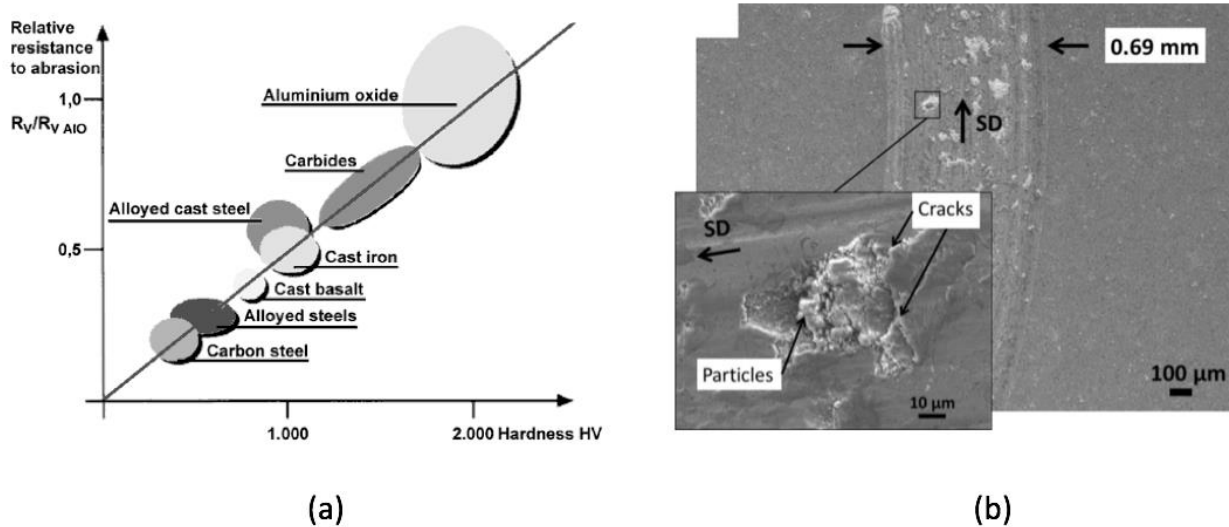 Relative
resistance
to abrasion
1,0
R_V/R_V AlO
Aluminium oxide
Carbides
Alloyed cast steel
0,5
Cast iron
Cast basalt
Alloyed steels
Carbon steel
1.000
2.000 Hardness HV
(a)
0.69 mm
SD
Cracks
SD
Particles
10 µm
100 µm
(b)